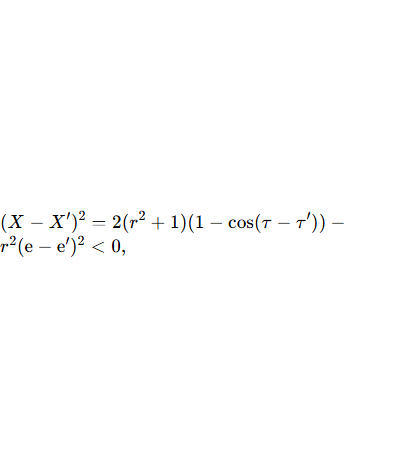 (X − X′)² = 2(r² + 1)(1 − cos(τ − τ′)) −
r²(e − e′)² < 0,